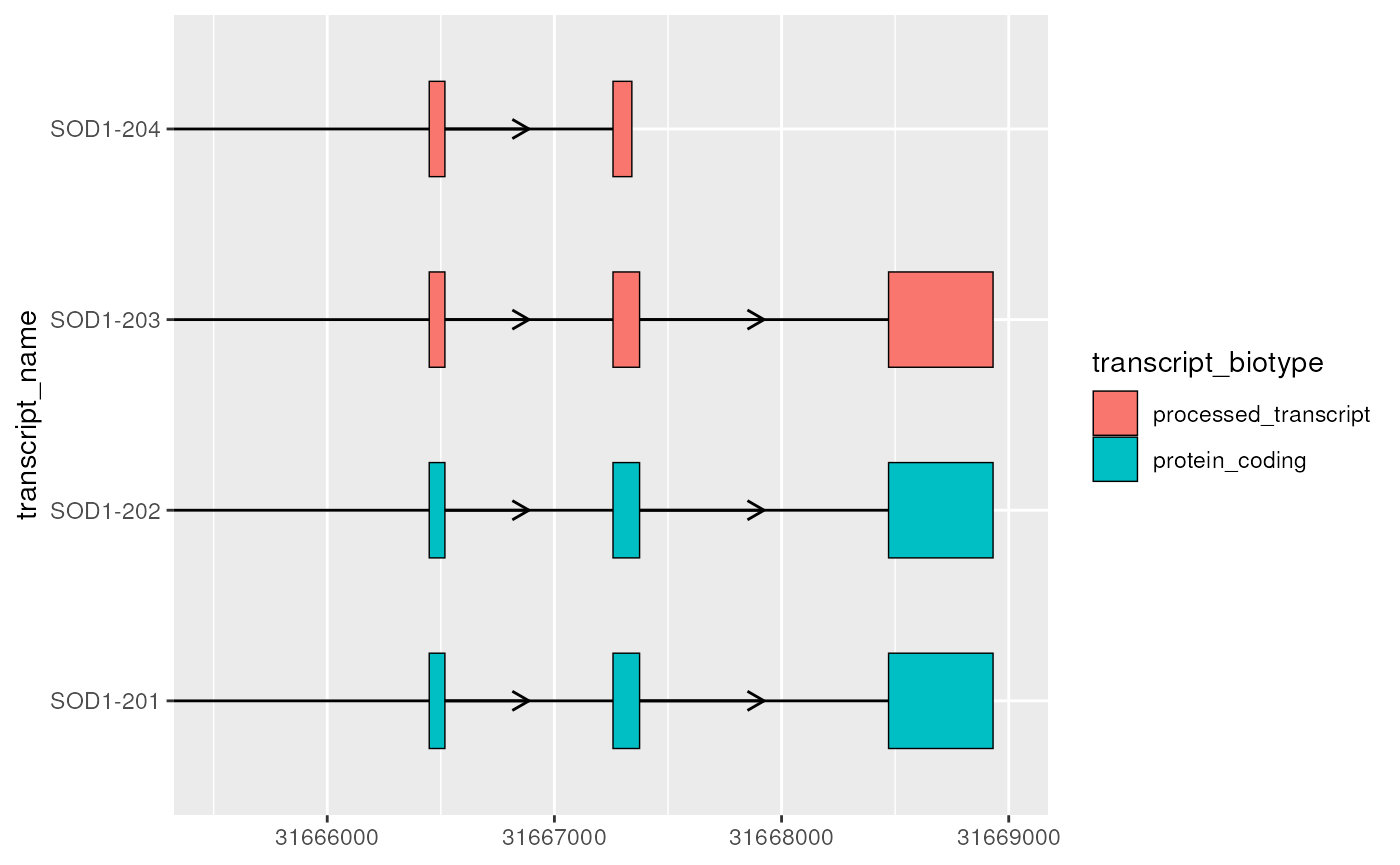 transcript_name
SOD1-204
SOD1-203
SOD1-202
SOD1-201
31666000 31667000 31668000 31669000
transcript_biotype
processed_transcript
protein_coding